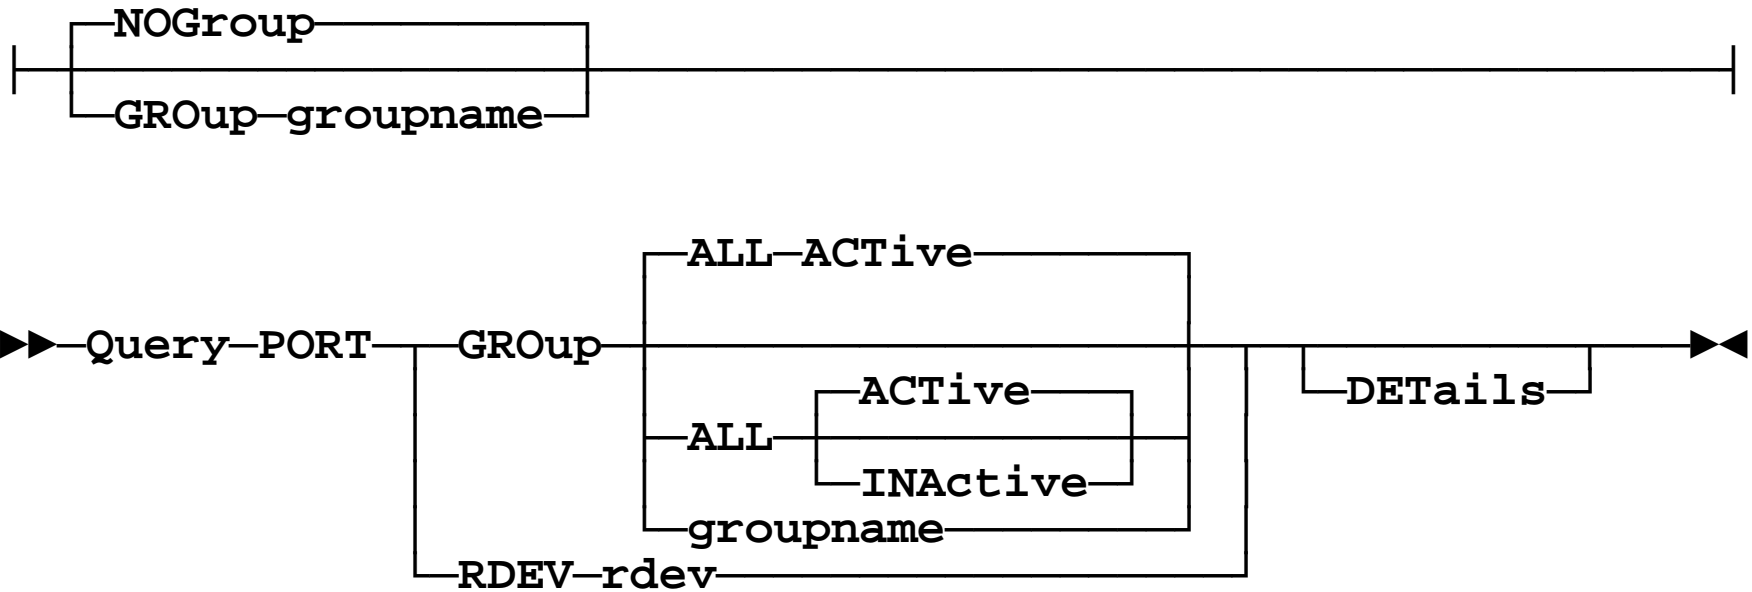 NOGroup
GROup groupname
ALL ACTive
Query PORT GROup
ACTive
DETails
ALL
INActive
groupname
RDEV rdev